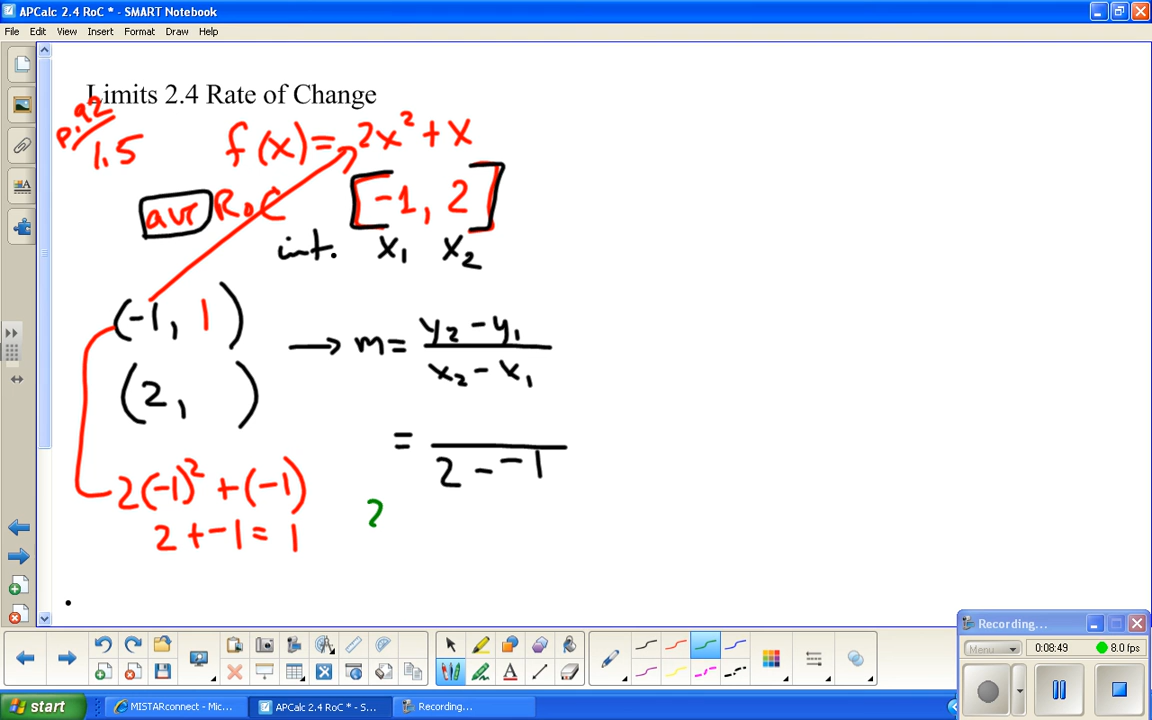 APCalc 2.4 RoC * - SMART Notebook
File Edit View Insert Format Draw Help
Limits 2.4 Rate of Change
p.92/1.5
f(x)= 2x² + x
avr RoC [-1, 2]
int. x₁ x₂
(-1, 1)
→ m= y₂ - y₁ / x₂ - x₁
(2, )
= / 2 - -1
2(-1)² + (-1)
2 + -1 = 1
2
Recording...
Menu 0:08:49 8.0 fps
start MISTARconnect - Mic... APCalc 2.4 RoC * - S... Recording...